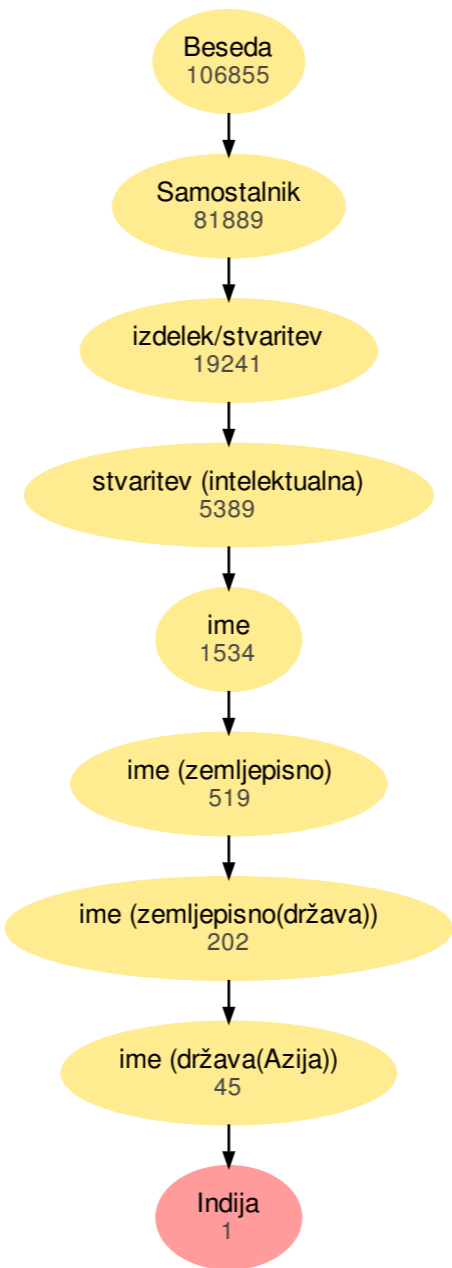 Beseda
106855
Samostalnik
81889
izdelek/stvaritev
19241
stvaritev (intelektualna)
5389
ime
1534
ime (zemljepisno)
519
ime (zemljepisno(država))
202
ime (država(Azija))
45
Indija
1